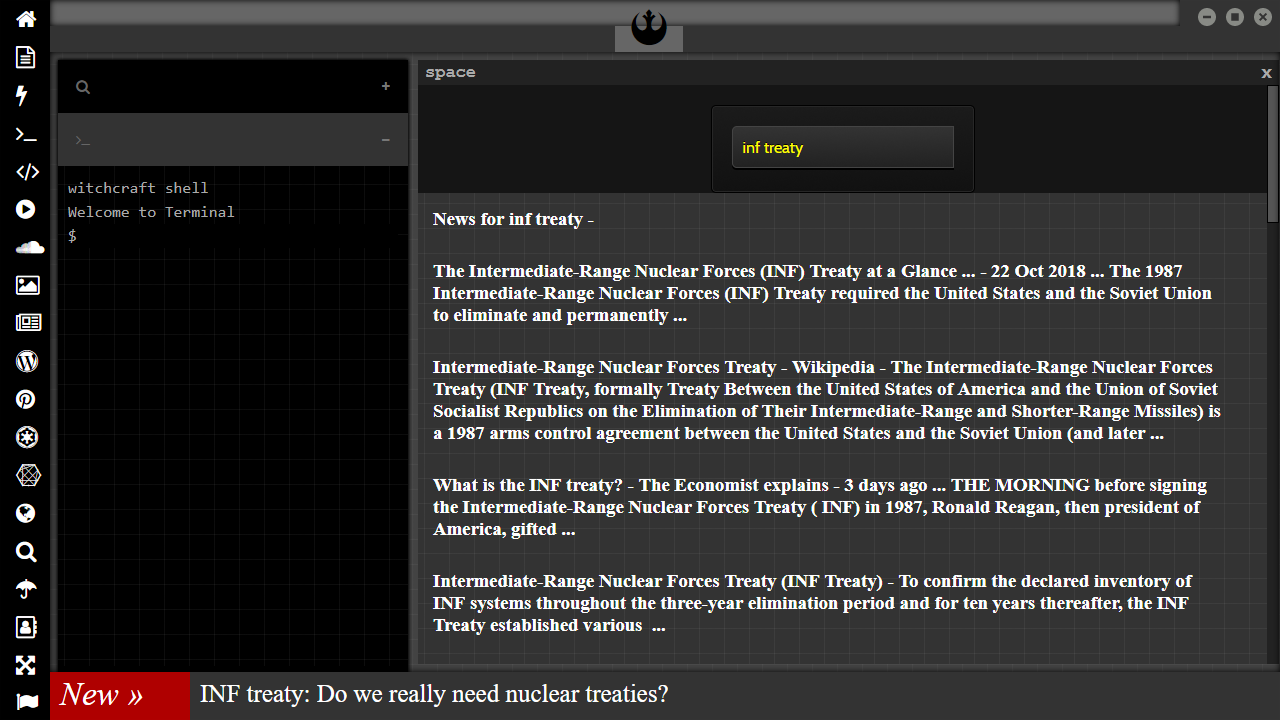 space
x
+
>_
−
inf treaty
witchcraft shell
Welcome to Terminal
$
News for inf treaty -
The Intermediate-Range Nuclear Forces (INF) Treaty at a Glance ... - 22 Oct 2018 ... The 1987
Intermediate-Range Nuclear Forces (INF) Treaty required the United States and the Soviet Union
to eliminate and permanently ...
Intermediate-Range Nuclear Forces Treaty - Wikipedia - The Intermediate-Range Nuclear Forces
Treaty (INF Treaty, formally Treaty Between the United States of America and the Union of Soviet
Socialist Republics on the Elimination of Their Intermediate-Range and Shorter-Range Missiles) is
a 1987 arms control agreement between the United States and the Soviet Union (and later ...
What is the INF treaty? - The Economist explains - 3 days ago ... THE MORNING before signing
the Intermediate-Range Nuclear Forces Treaty ( INF) in 1987, Ronald Reagan, then president of
America, gifted ...
Intermediate-Range Nuclear Forces Treaty (INF Treaty) - To confirm the declared inventory of
INF systems throughout the three-year elimination period and for ten years thereafter, the INF
Treaty established various  ...
New »
INF treaty: Do we really need nuclear treaties?